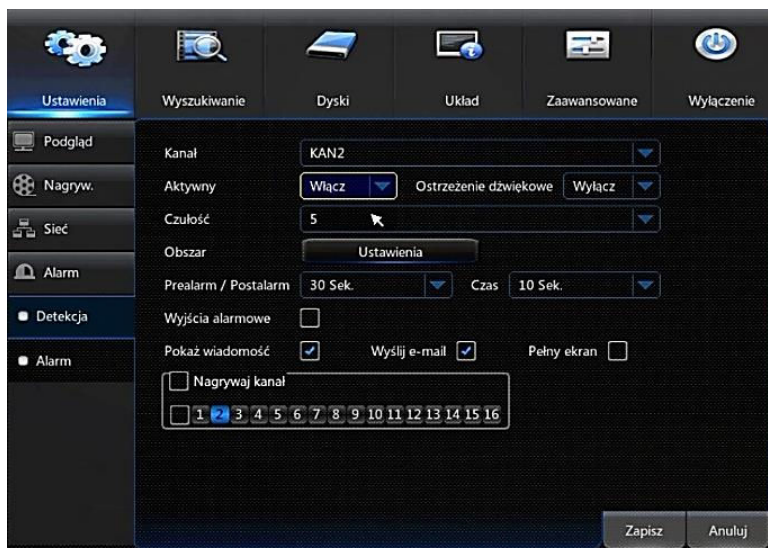 Ustawienia Wyszukiwanie Dyski Układ Zaawansowane Wyłączenie
Podgląd
Nagryw.
Sieć
Alarm
Detekcja
Alarm
Kanał KAN2
Aktywny Włącz Ostrzeżenie dźwiękowe Wyłącz
Czułość 5
Obszar Ustawienia
Prealarm / Postalarm 30 Sek. Czas 10 Sek.
Wyjścia alarmowe
Pokaż wiadomość Wyślij e-mail Pełny ekran
Nagrywaj kanał
1 2 3 4 5 6 7 8 9 10 11 12 13 14 15 16
Zapisz Anuluj